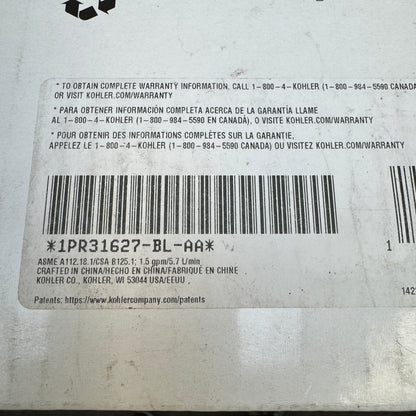 * TO OBTAIN COMPLETE WARRANTY INFORMATION, CALL 1-800-4-KOHLER (1-800-984-5590 CANADA)
OR VISIT KOHLER.COM/WARRANTY
* PARA OBTENER INFORMACIÓN COMPLETA ACERCA DE LA GARANTÍA LLAME
AL 1-800-4-KOHLER (1-800-984-5590 EN CANADÁ), O VISITE KOHLER.COM/WARRANTY
* POUR OBTENIR DES INFORMATIONS COMPLÈTES SUR LA GARANTIE,
APPELEZ LE 1-800-4-KOHLER (1-800-984-5590 CANADA) OU VISITEZ KOHLER.COM/WARRANTY
*1PR31627-BL-AA*
1
ASME A112.18.1/CSA B125.1; 1.5 gpm/5.7 L/min
CRAFTED IN CHINA/HECHO EN CHINA/FABRIQUÉ EN CHINE
KOHLER CO., KOHLER, WI 53044 USA/EEUU
142
Patents: https://www.kohlercompany.com/patents